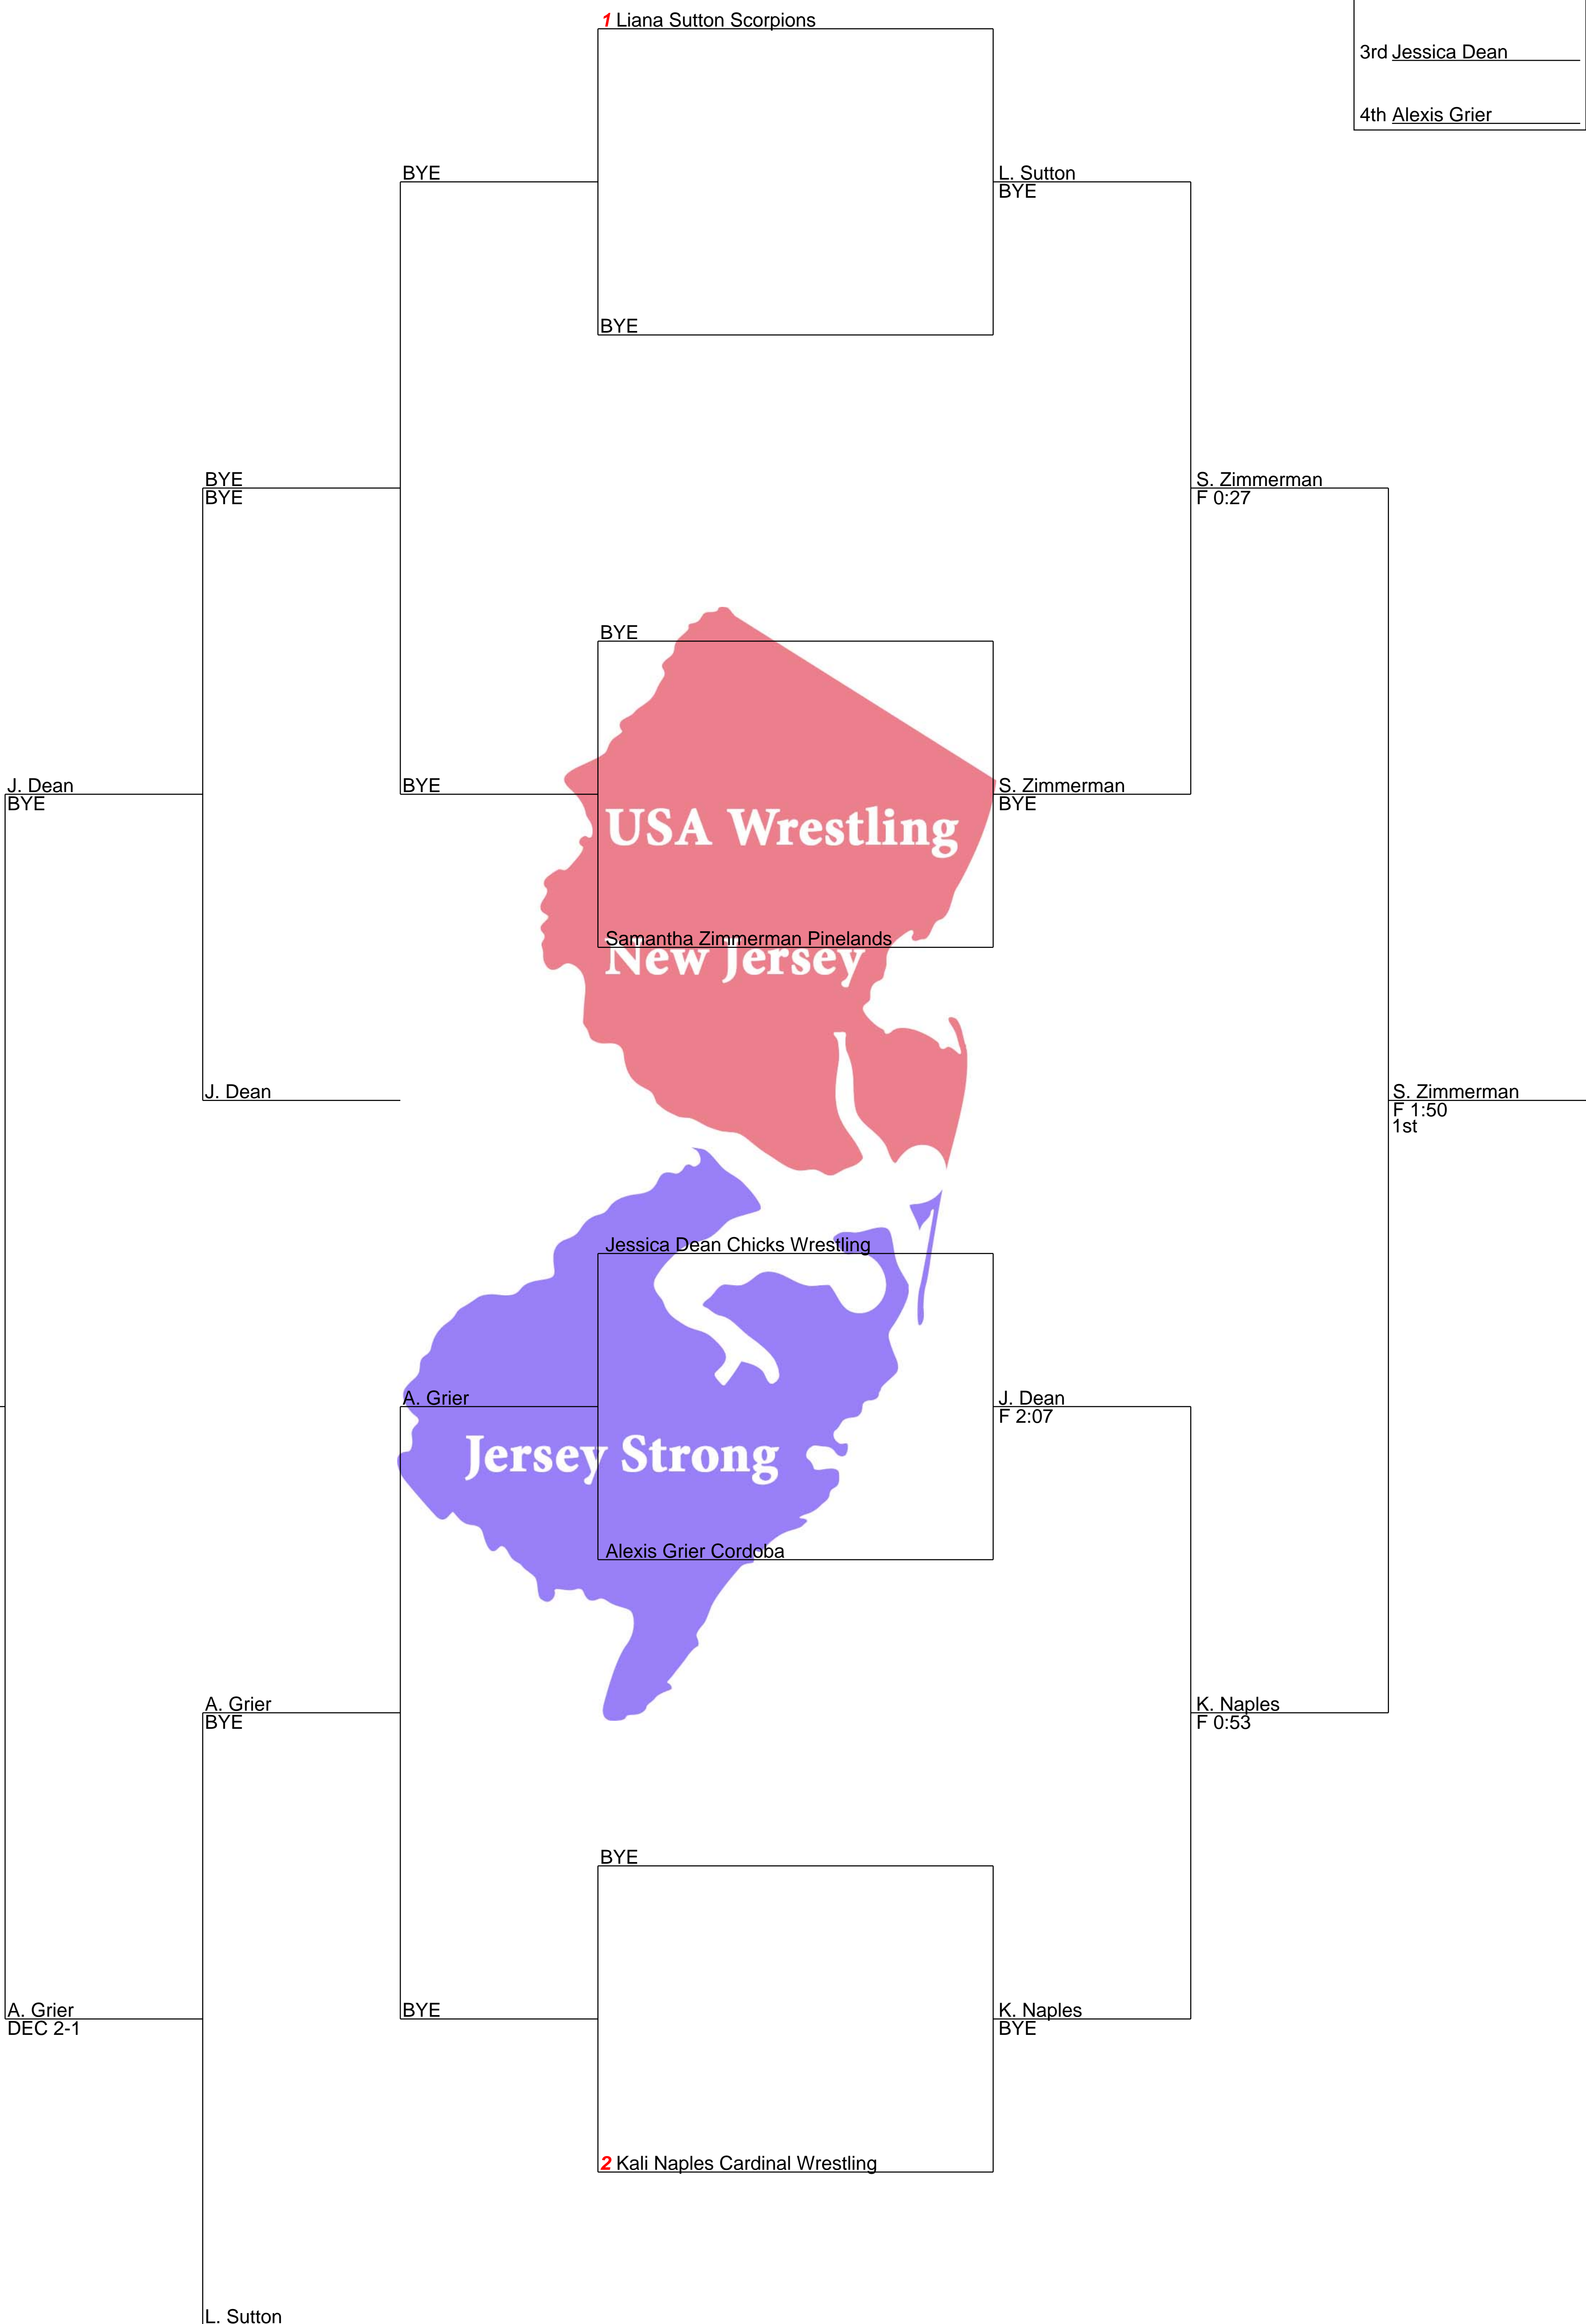 1 Liana Sutton Scorpions
3rd Jessica Dean
4th Alexis Grier
BYE
L. Sutton
BYE
BYE
BYE
BYE
S. Zimmerman
F 0:27
BYE
J. Dean
BYE
BYE
S. Zimmerman
BYE
USA Wrestling
Samantha Zimmerman Pinelands
New Jersey
J. Dean
S. Zimmerman
F 1:50
1st
Jessica Dean Chicks Wrestling
A. Grier
J. Dean
F 2:07
Jersey Strong
Alexis Grier Cordoba
A. Grier
BYE
K. Naples
F 0:53
BYE
A. Grier
DEC 2-1
BYE
K. Naples
BYE
2 Kali Naples Cardinal Wrestling
L. Sutton